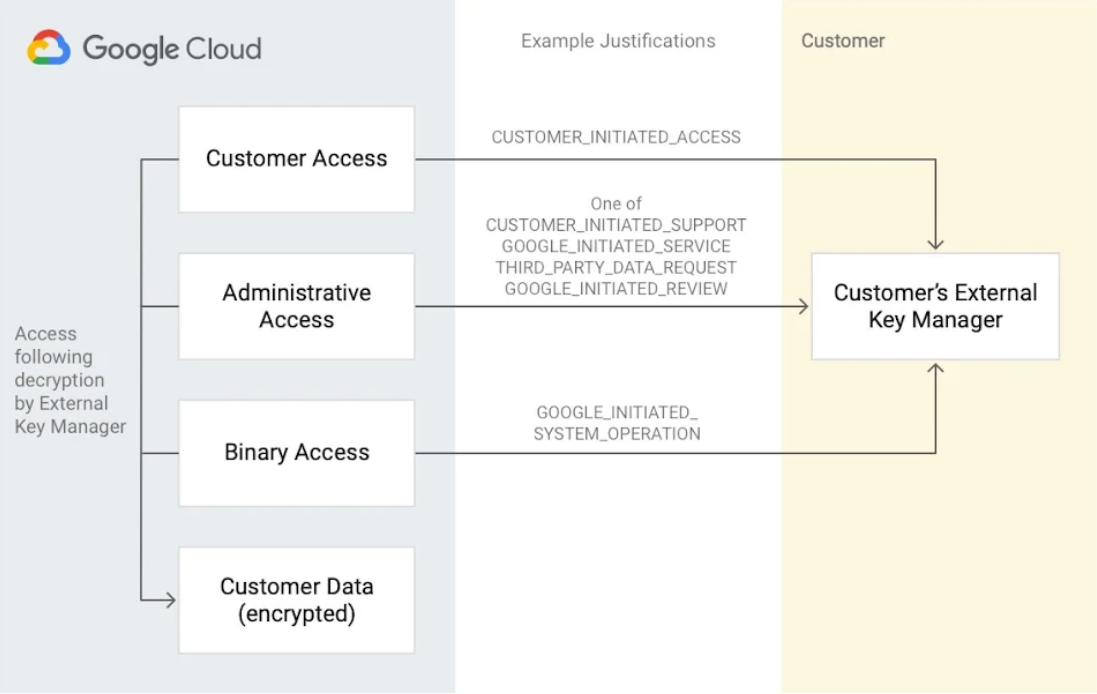 Google Cloud
Example Justifications
Customer
Customer Access
CUSTOMER_INITIATED_ACCESS
One of
CUSTOMER_INITIATED_SUPPORT
GOOGLE_INITIATED_SERVICE
THIRD_PARTY_DATA_REQUEST
GOOGLE_INITIATED_REVIEW
Administrative
Access
Customer's External
Key Manager
Access
following
decryption
by External
Key Manager
GOOGLE_INITIATED_
SYSTEM_OPERATION
Binary Access
Customer Data
(encrypted)